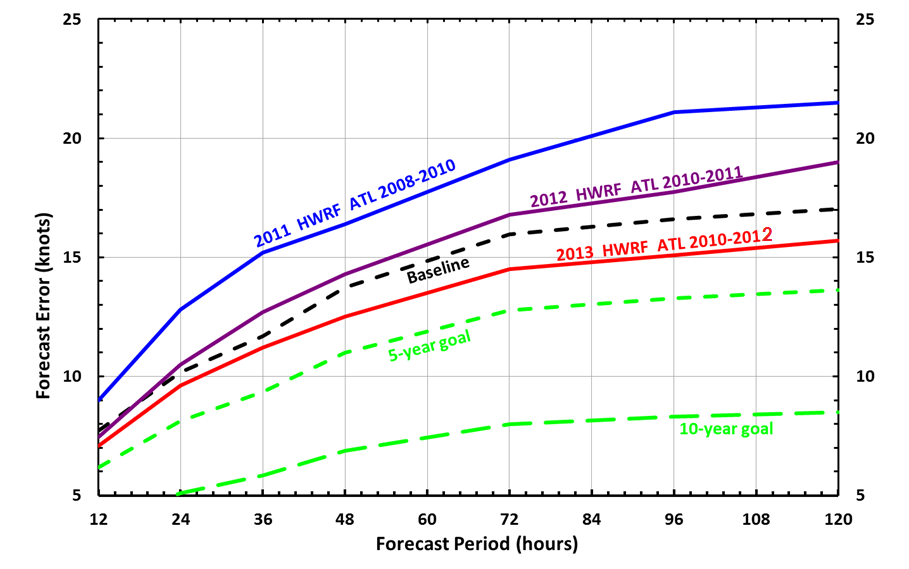 25
25
20
20
2011 HWRF ATL 2008-2010
2012 HWRF ATL 2010-2011
2013 HWRF ATL 2010-2012
15
15
Baseline
5-year goal
10
10
10-year goal
5
5
12 24 36 48 60 72 84 96 108 120
Forecast Period (hours)
Forecast Error (knots)